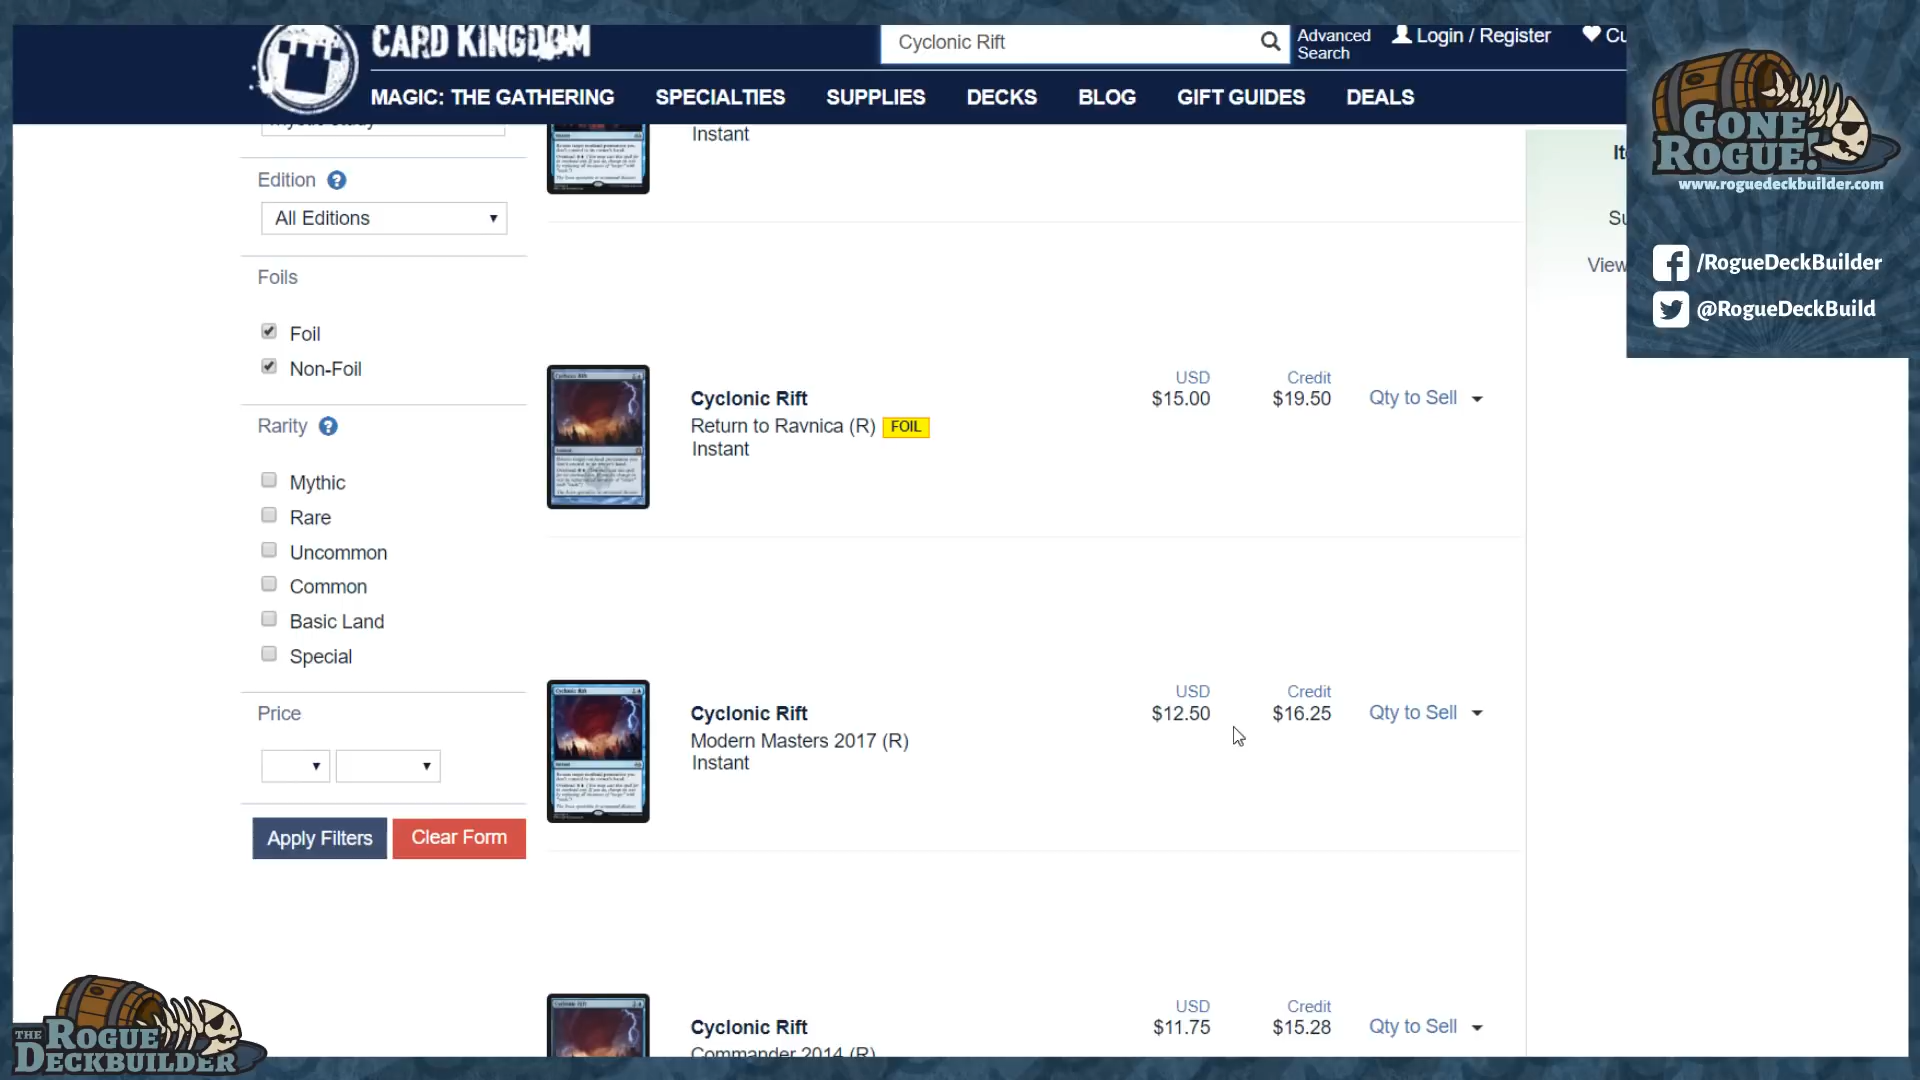 CARD KINGDOM
Cyclonic Rift
Advanced
Search
Login / Register
MAGIC: THE GATHERING
SPECIALTIES
SUPPLIES
DECKS
BLOG
GIFT GUIDES
DEALS
GONE
ROGUE!
www.roguedeckbuilder.com
/RogueDeckBuilder
@RogueDeckBuild
View
Edition ?
All Editions
Foils
Foil
Non-Foil
Rarity ?
Mythic
Rare
Uncommon
Common
Basic Land
Special
Price
Apply Filters
Clear Form
Instant
Cyclonic Rift
Return to Ravnica (R) FOIL
Instant
USD
$15.00
Credit
$19.50
Qty to Sell
Cyclonic Rift
Modern Masters 2017 (R)
Instant
USD
$12.50
Credit
$16.25
Qty to Sell
Cyclonic Rift
Commander 2014 (R)
USD
$11.75
Credit
$15.28
Qty to Sell
THE ROGUE
DECKBUILDER